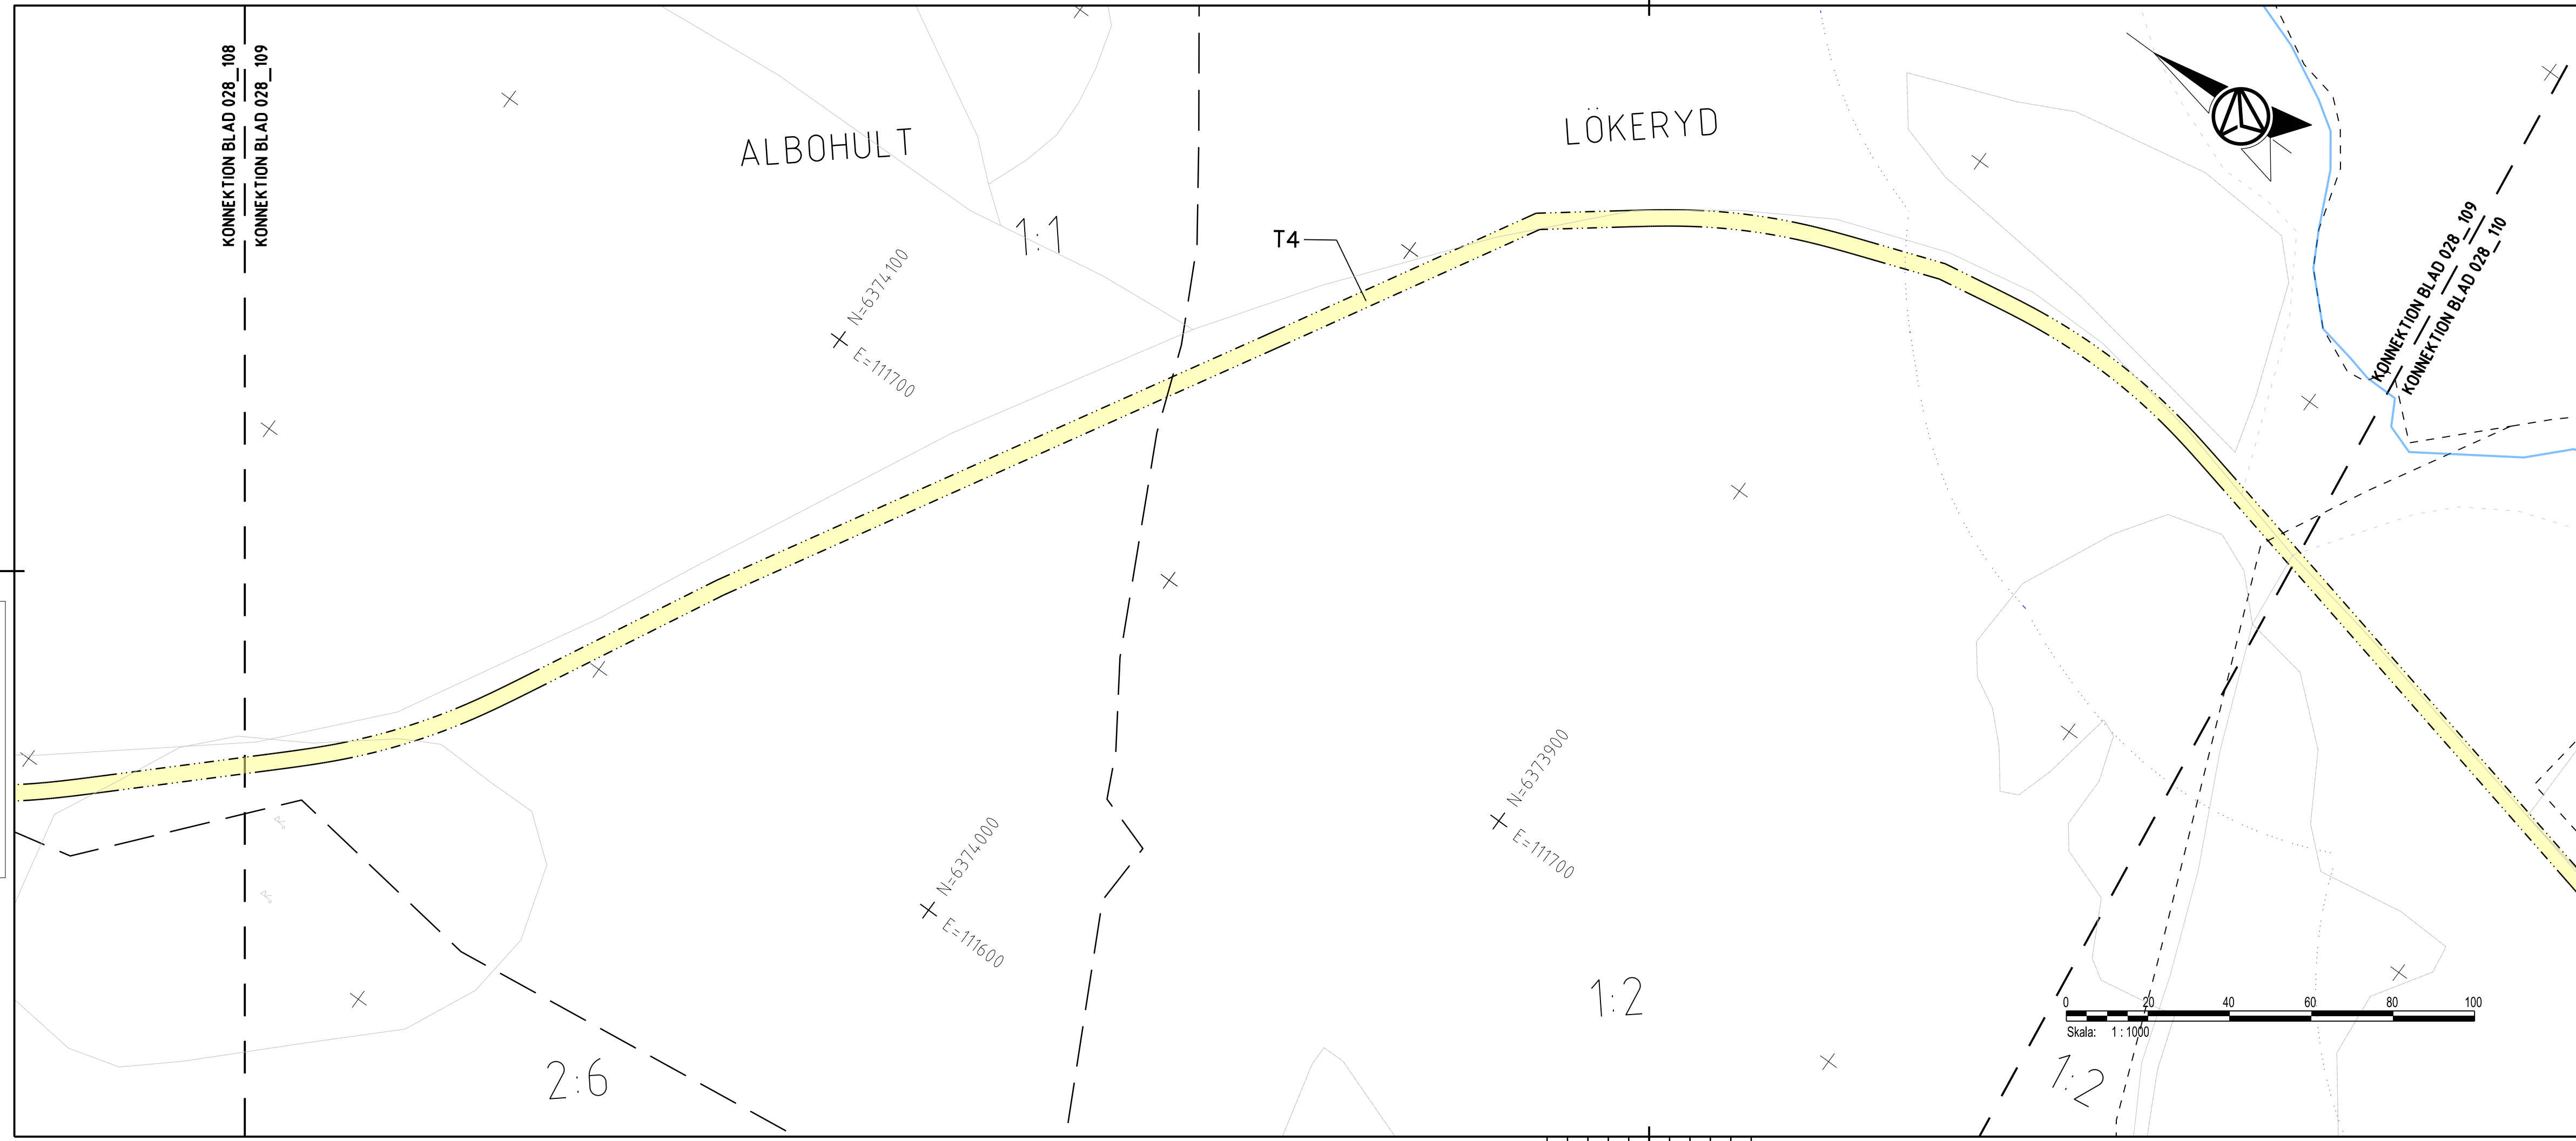 KONNEKTION BLAD 028_108
KONNEKTION BLAD 028_109
ALBOHULT
LÖKERYD
1:1
T4
N=6374100
E=111700
KONNEKTION BLAD 028_109
KONNEKTION BLAD 028_110
N=6373900
E=111700
N=6374000
E=111600
1:2
2:6
0 20 40 60 80 100
Skala: 1 : 1000
1:2